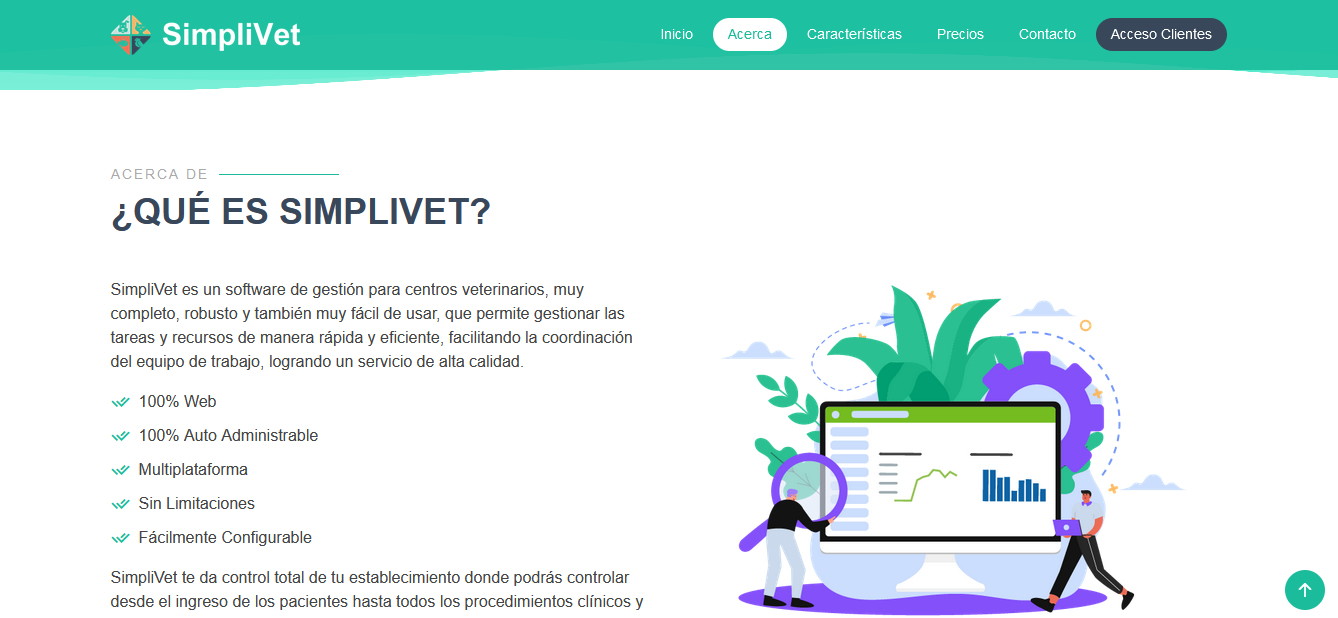 SimpliVet
Inicio
Acerca
Características
Precios
Contacto
Acceso Clientes
ACERCA DE
¿QUÉ ES SIMPLIVET?
SimpliVet es un software de gestión para centros veterinarios, muy
completo, robusto y también muy fácil de usar, que permite gestionar las
tareas y recursos de manera rápida y eficiente, facilitando la coordinación
del equipo de trabajo, logrando un servicio de alta calidad.
100% Web
100% Auto Administrable
Multiplataforma
Sin Limitaciones
Fácilmente Configurable
SimpliVet te da control total de tu establecimiento donde podrás controlar
desde el ingreso de los pacientes hasta todos los procedimientos clínicos y